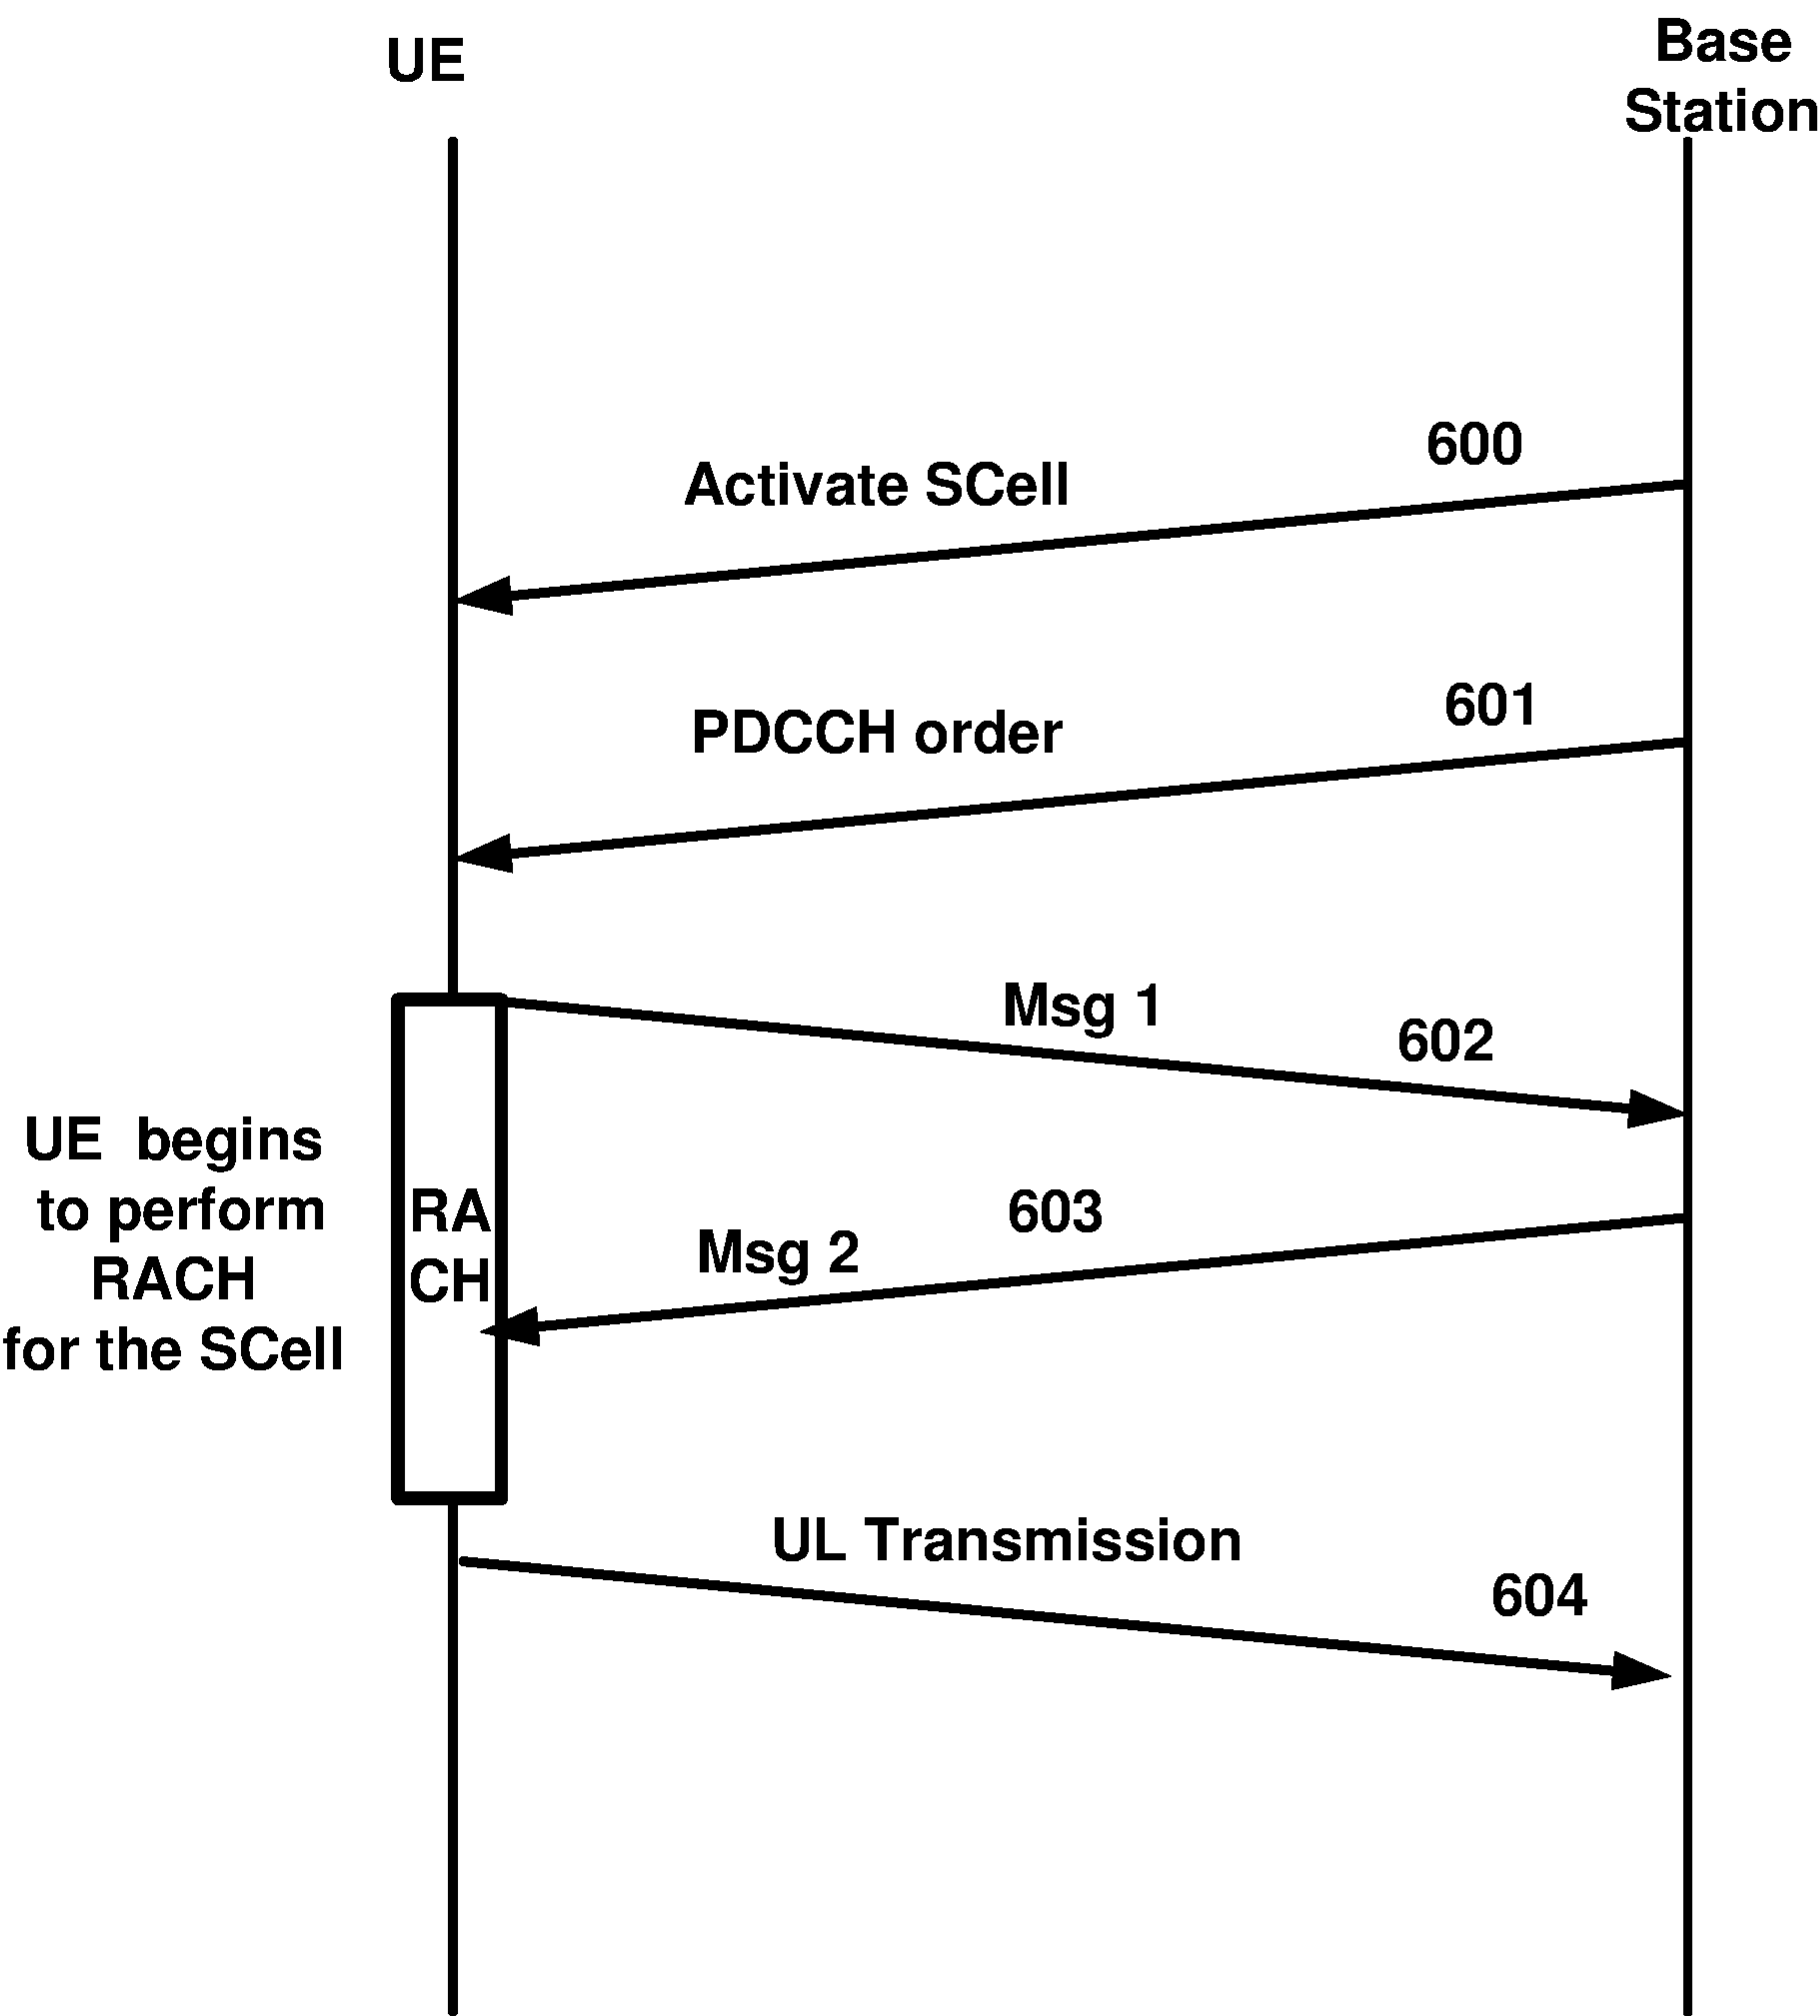 UE
Base
Station
600
Activate SCell
601
PDCCH order
Msg 1
602
UE begins
to perform
RACH
for the SCell
RA
CH
603
Msg 2
UL Transmission
604